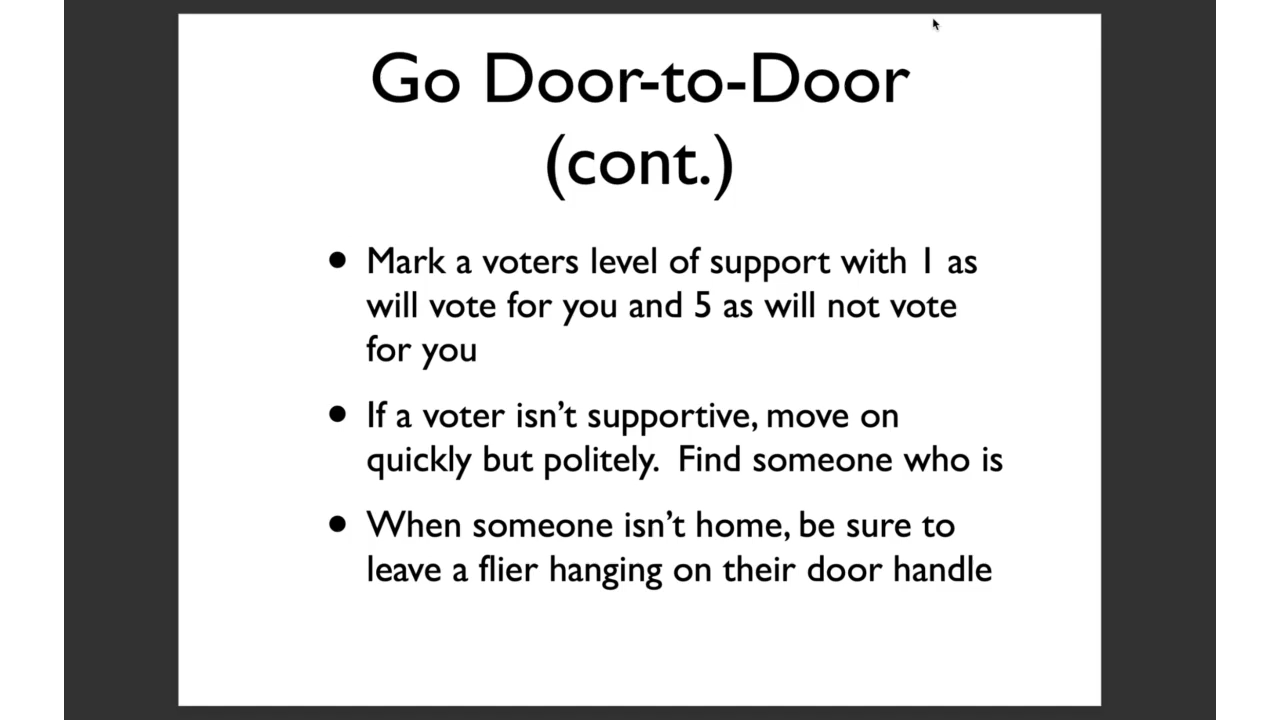 Go Door-to-Door
(cont.)
• Mark a voters level of support with 1 as
will vote for you and 5 as will not vote
for you
• If a voter isn't supportive, move on
quickly but politely.  Find someone who is
• When someone isn't home, be sure to
leave a flier hanging on their door handle